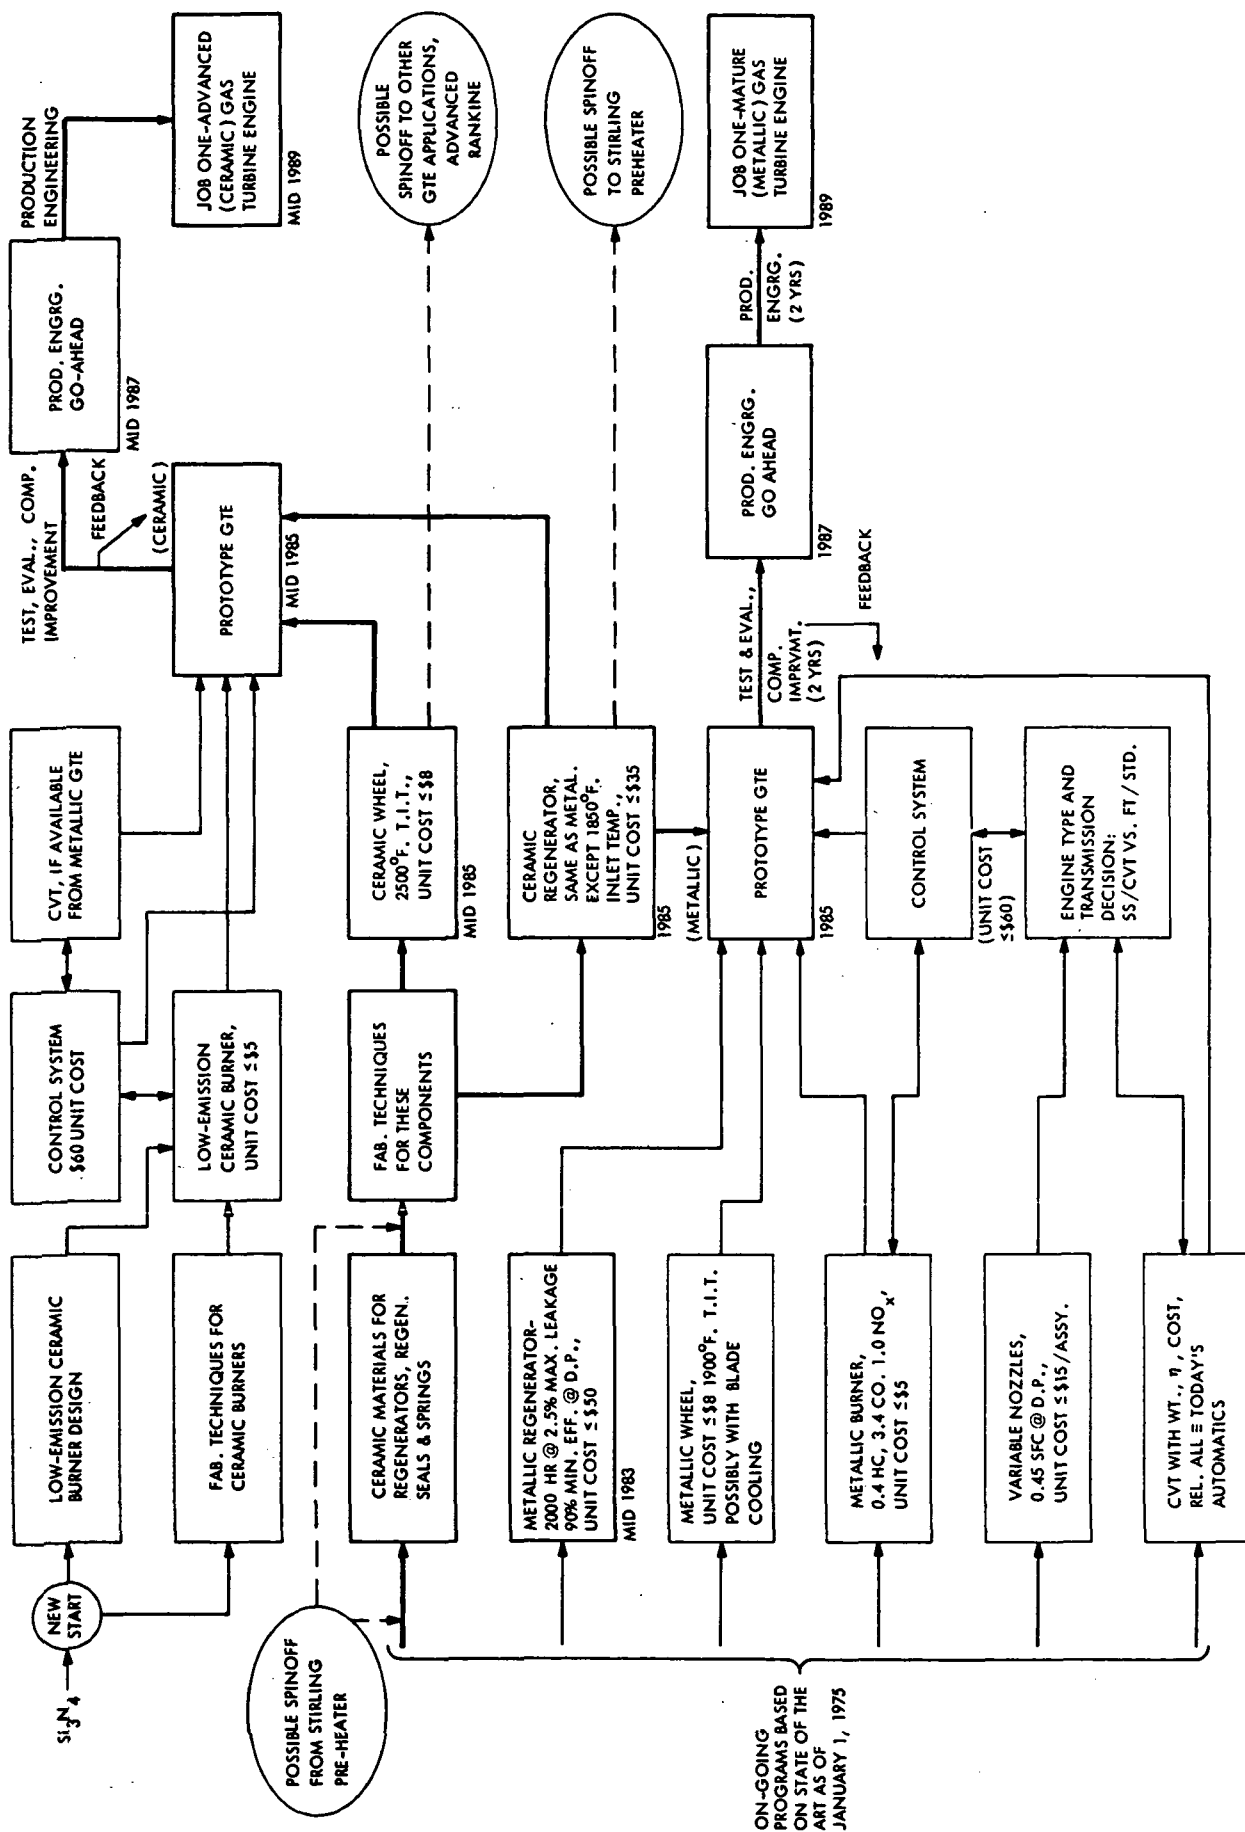 Si3N4
NEW
START
LOW-EMISSION CERAMIC
BURNER DESIGN
FAB. TECHNIQUES FOR
CERAMIC BURNERS
CONTROL SYSTEM
$60 UNIT COST
LOW-EMISSION
CERAMIC BURNER,
UNIT COST ≤ $5
CVT, IF AVAILABLE
FROM METALLIC GTE
PROTOTYPE GTE
MID 1985
(CERAMIC)
FEEDBACK
TEST, EVAL., COMP.
IMPROVEMENT
PROD. ENGRG.
GO-AHEAD
MID 1987
PRODUCTION
ENGINEERING
JOB ONE-ADVANCED
(CERAMIC) GAS
TURBINE ENGINE
MID 1989
POSSIBLE SPINOFF
FROM STIRLING
PRE-HEATER
CERAMIC MATERIALS FOR
REGENERATORS, REGEN.
SEALS & SPRINGS
FAB. TECHNIQUES
FOR THESE
COMPONENTS
CERAMIC WHEEL,
2500°F. T.I.T.,
UNIT COST ≤ $8
MID 1985
POSSIBLE
SPINOFF TO OTHER
GTE APPLICATIONS,
ADVANCED
RANKINE
CERAMIC
REGENERATOR,
SAME AS METAL.
EXCEPT 1850°F.
INLET TEMP.,
UNIT COST ≤ $35
1985
POSSIBLE SPINOFF
TO STIRLING
PREHEATER
ON-GOING
PROGRAMS BASED
ON STATE OF THE
ART AS OF
JANUARY 1, 1975
METALLIC REGENERATOR-
2000 HR @ 2.5% MAX. LEAKAGE
90% MIN. EFF. @ D.P.,
UNIT COST ≤ $50
MID 1983
METALLIC WHEEL,
UNIT COST ≤ $8 1900°F. T.I.T.
POSSIBLY WITH BLADE
COOLING
METALLIC BURNER,
0.4 HC, 3.4 CO. 1.0 NOx,
UNIT COST ≤ $5
VARIABLE NOZZLES,
0.45 SFC @ D.P.,
UNIT COST ≤ $15/ASSY.
CVT WITH WT., η, COST,
REL. ALL ≡ TODAY'S
AUTOMATICS
(METALLIC)
PROTOTYPE GTE
1985
CONTROL SYSTEM
(UNIT COST
≤ $60)
ENGINE TYPE AND
TRANSMISSION
DECISION:
SS/CVT VS. FT/STD.
TEST & EVAL.,
COMP.
IMPRVMT.
(2 YRS)
FEEDBACK
PROD. ENGRG.
GO AHEAD
1987
PROD.
ENGRG.
(2 YRS)
JOB ONE-MATURE
(METALLIC) GAS
TURBINE ENGINE
1989